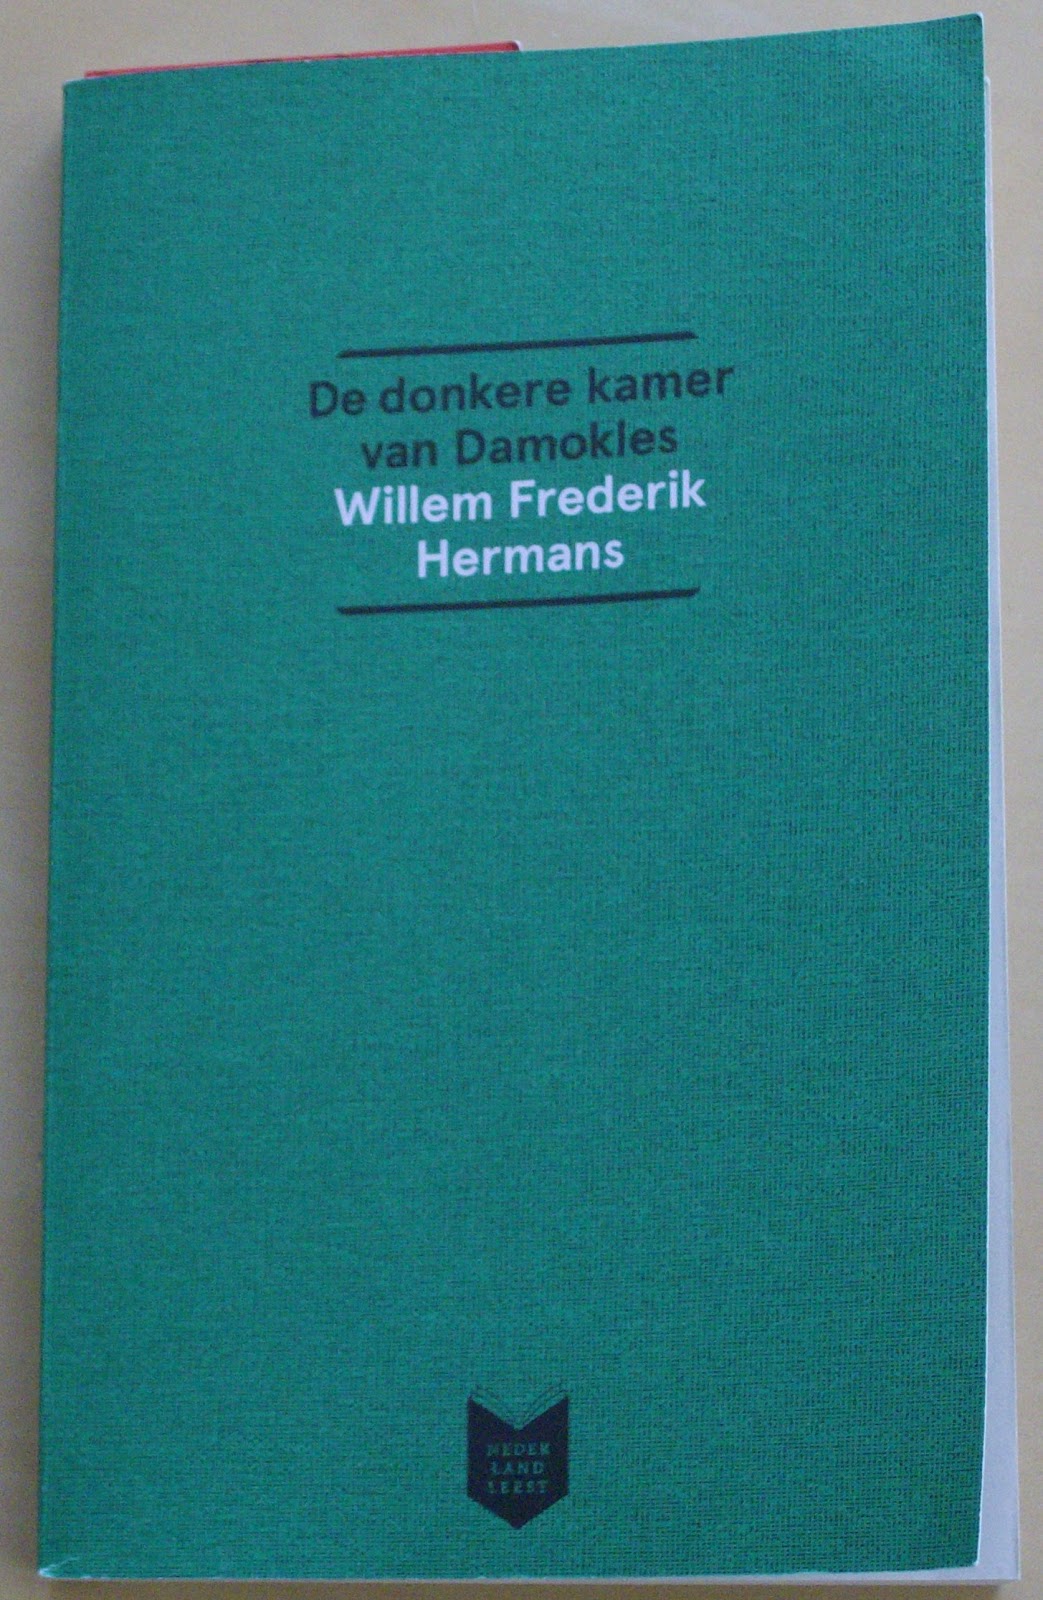 De donkere kamer
van Damokles
Willem Frederik
Hermans
NEDER
LAND
LEEST